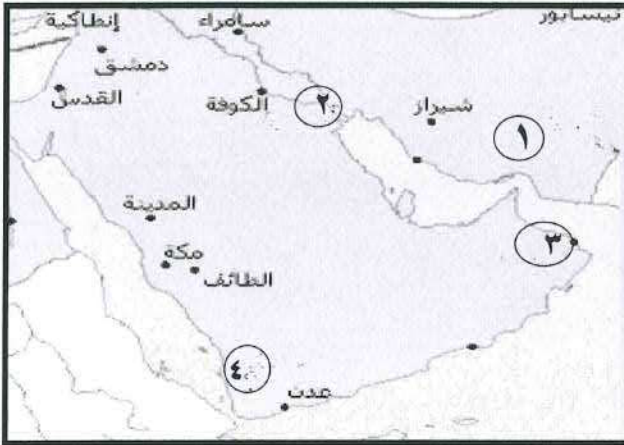 نيسابور
سامراء
إنطاكية
دمشق
القدس
الكوفة
٢
شيراز
١
المدينة
مكة
الطائف
٣
٤
عدن